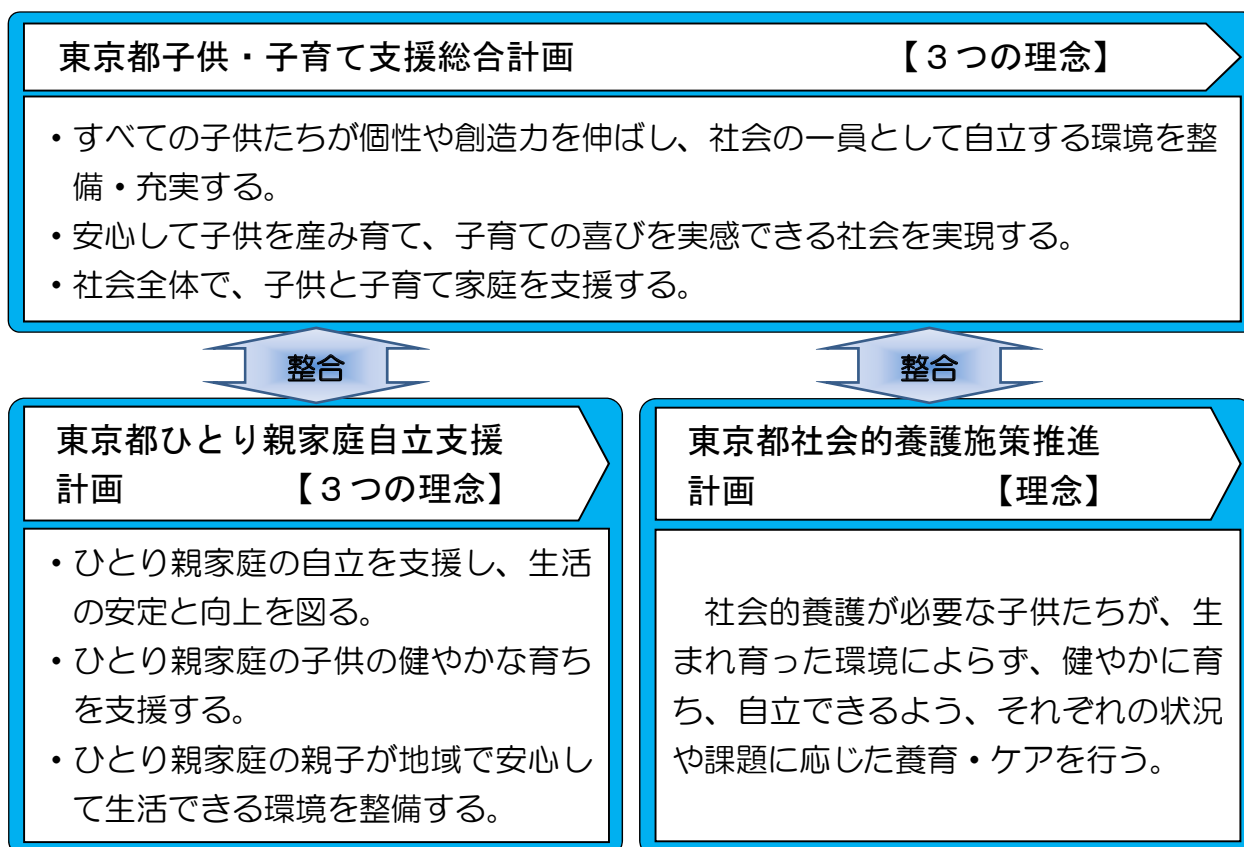 東京都子供・子育て支援総合計画 【３つの理念】
・すべての子供たちが個性や創造力を伸ばし、社会の一員として自立する環境を整
備・充実する。
・安心して子供を産み育て、子育ての喜びを実感できる社会を実現する。
・社会全体で、子供と子育て家庭を支援する。
整合
整合
東京都ひとり親家庭自立支援
計画 【３つの理念】
・ひとり親家庭の自立を支援し、生活
の安定と向上を図る。
・ひとり親家庭の子供の健やかな育ち
を支援する。
・ひとり親家庭の親子が地域で安心し
て生活できる環境を整備する。
東京都社会的養護施策推進
計画 【理念】
社会的養護が必要な子供たちが、生
まれ育った環境によらず、健やかに育
ち、自立できるよう、それぞれの状況
や課題に応じた養育・ケアを行う。